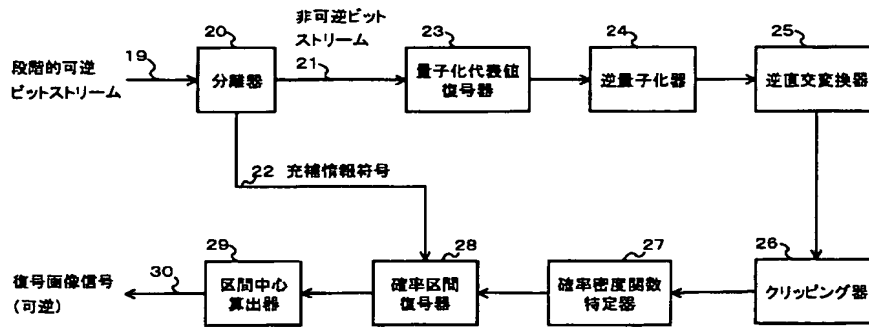 非可逆ビット
ストリーム
20
23
24
25
19
段階的可逆
ビットストリーム
分離器
21
量子化代表値
復号器
逆量子化器
逆直交変換器
22 充補情報符号
29
28
27
26
復号画像信号
(可逆)
30
区間中心
算出器
確率区間
復号器
確率密度関数
特定器
クリッピング器